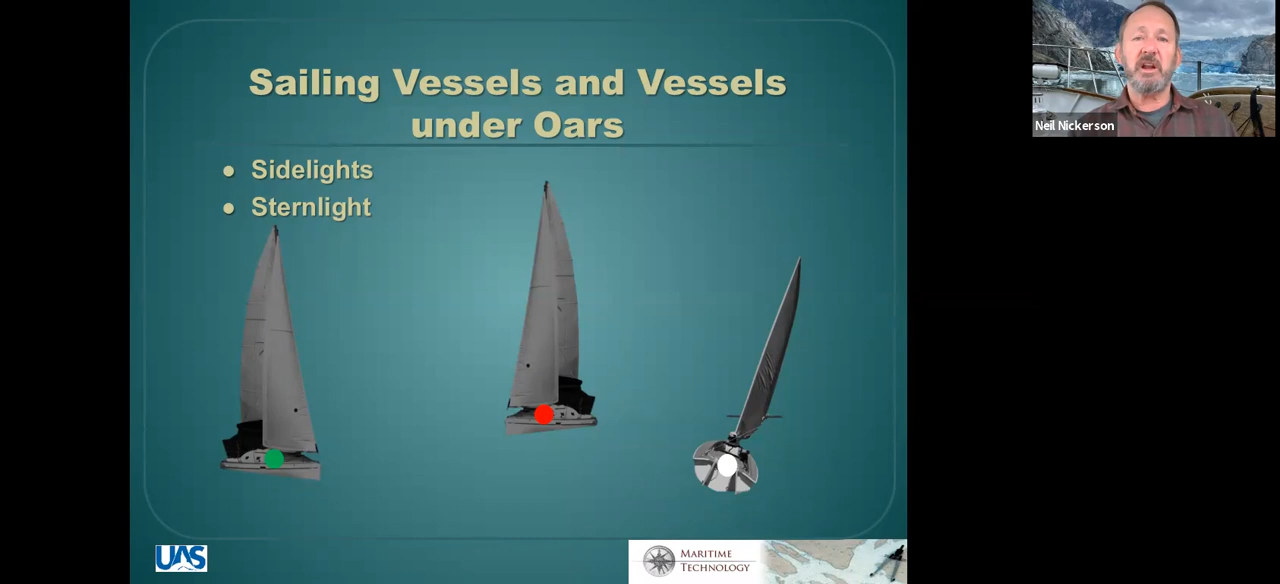 Sailing Vessels and Vessels
under Oars
Sidelights
Sternlight
Neil Nickerson
UAS
MARITIME
TECHNOLOGY